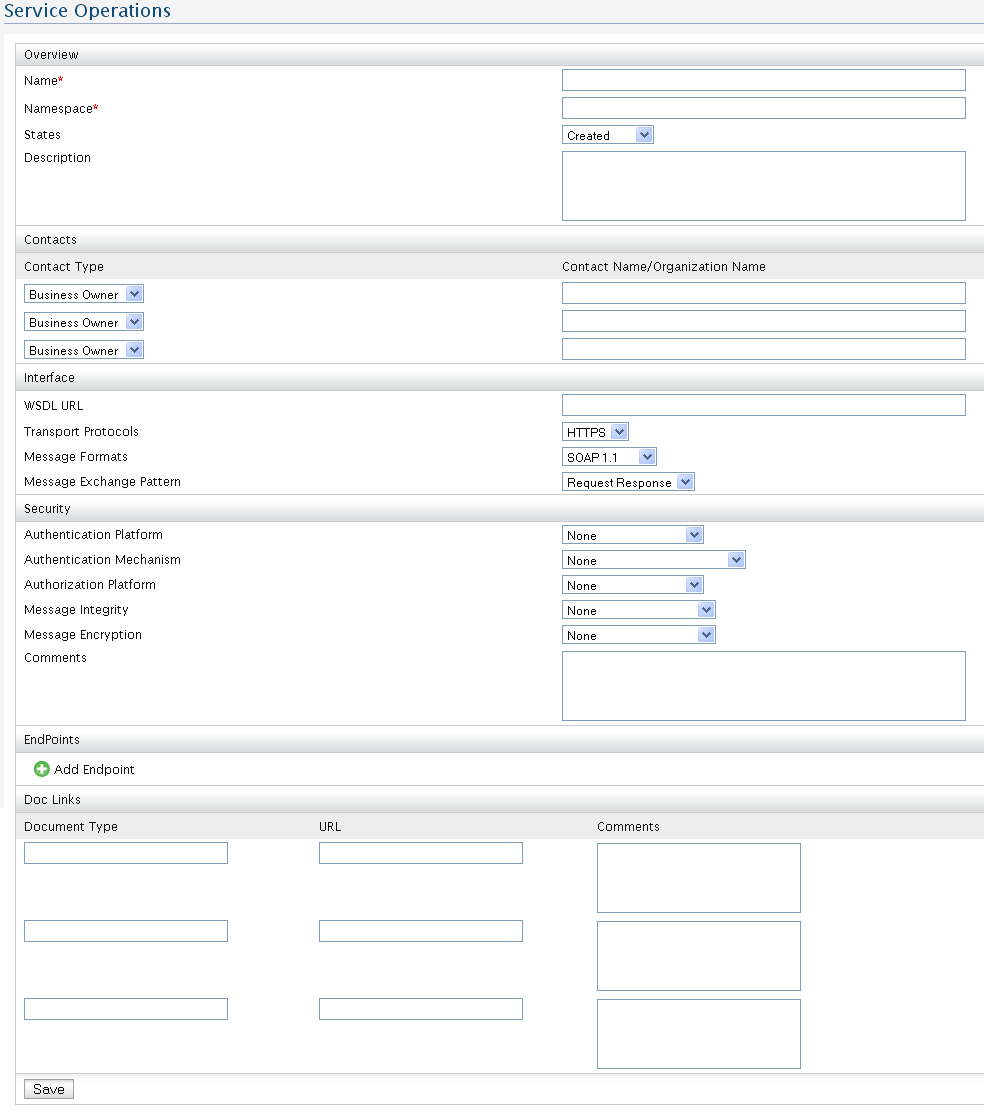 Service Operations
Overview
Name*
Namespace*
States Created
Description
Contacts
Contact Type Contact Name/Organization Name
Business Owner
Business Owner
Business Owner
Interface
WSDL URL
Transport Protocols HTTPS
Message Formats SOAP 1.1
Message Exchange Pattern Request Response
Security
Authentication Platform None
Authentication Mechanism None
Authorization Platform None
Message Integrity None
Message Encryption None
Comments
EndPoints
Add Endpoint
Doc Links
Document Type URL Comments
Save